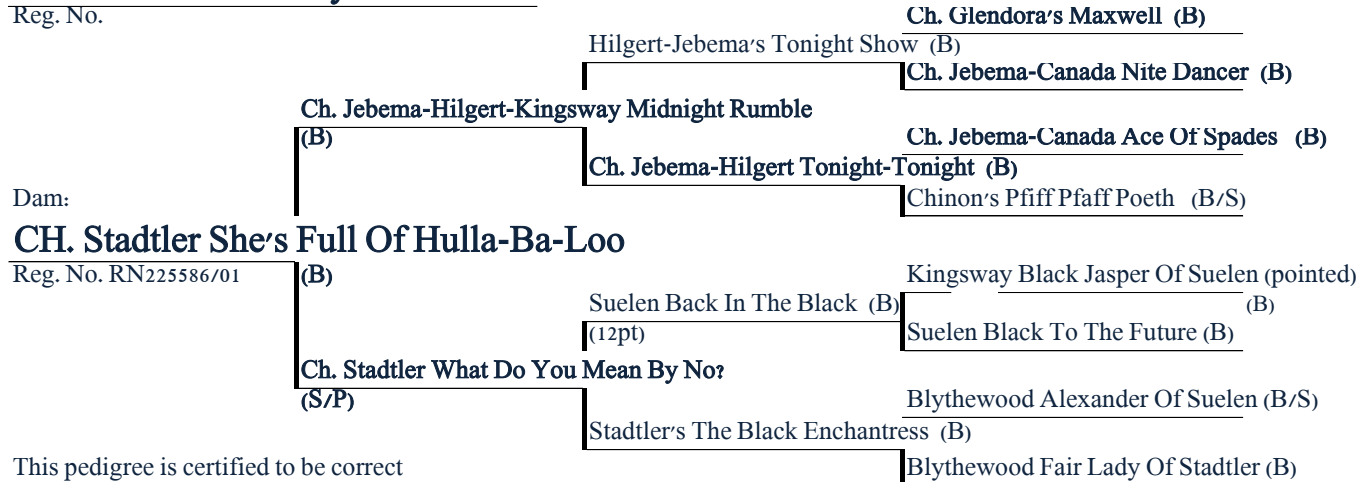 Reg. No.
Ch. Glendora's Maxwell (B)
Hilgert-Jebema's Tonight Show (B)
Ch. Jebema-Canada Nite Dancer (B)
Ch. Jebema-Hilgert-Kingsway Midnight Rumble
(B)
Ch. Jebema-Canada Ace Of Spades (B)
Ch. Jebema-Hilgert Tonight-Tonight (B)
Dam:
Chinon's Pfiff Pfaff Poeth (B/S)
CH. Stadtler She's Full Of Hulla-Ba-Loo
Reg. No. RN225586/01
(B)
Kingsway Black Jasper Of Suelen (pointed)
(B)
Suelen Back In The Black (B)
(12pt)
Suelen Black To The Future (B)
Ch. Stadtler What Do You Mean By No?
(S/P)
Blythewood Alexander Of Suelen (B/S)
Stadtler's The Black Enchantress (B)
This pedigree is certified to be correct
Blythewood Fair Lady Of Stadtler (B)